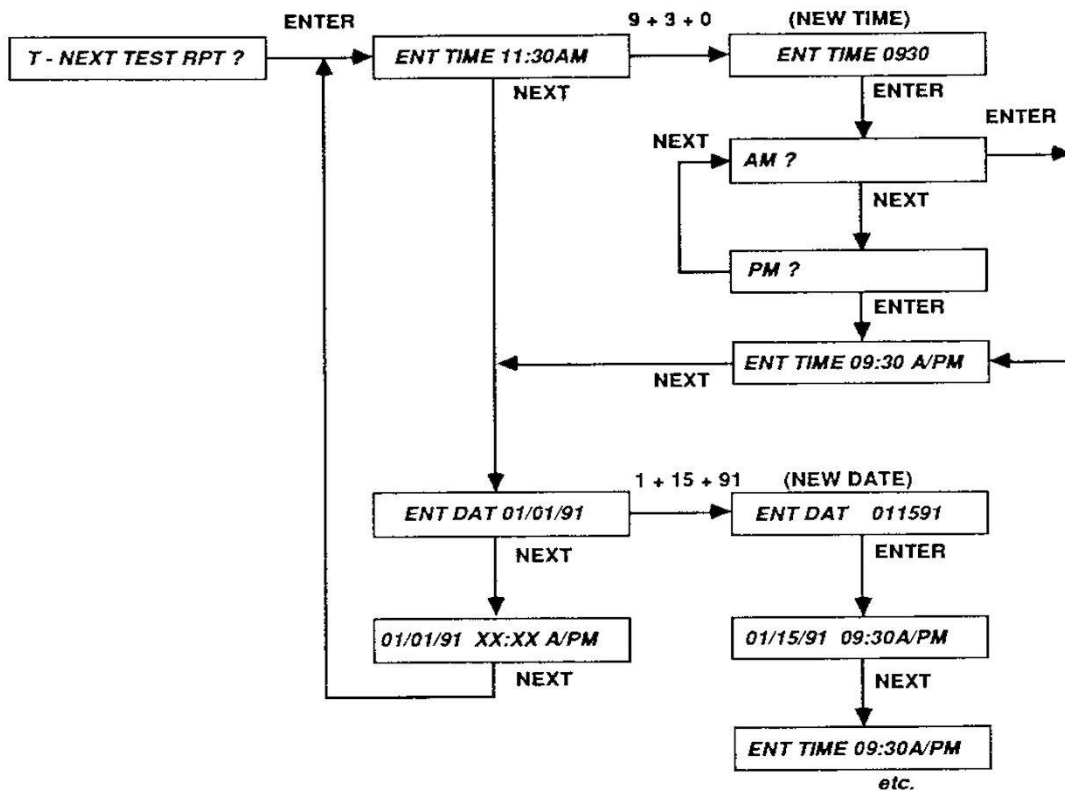 9 + 3 + 0 (NEW TIME)
ENTER
T - NEXT TEST RPT ? ENT TIME 11:30AM ENT TIME 0930
NEXT ENTER
ENTER
NEXT
AM ?
NEXT
PM ?
ENTER
ENT TIME 09:30 A/PM
NEXT
1 + 15 + 91 (NEW DATE)
ENT DAT 01/01/91 ENT DAT 011591
NEXT ENTER
01/01/91 XX:XX A/PM 01/15/91 09:30A/PM
NEXT NEXT
ENT TIME 09:30A/PM
etc.